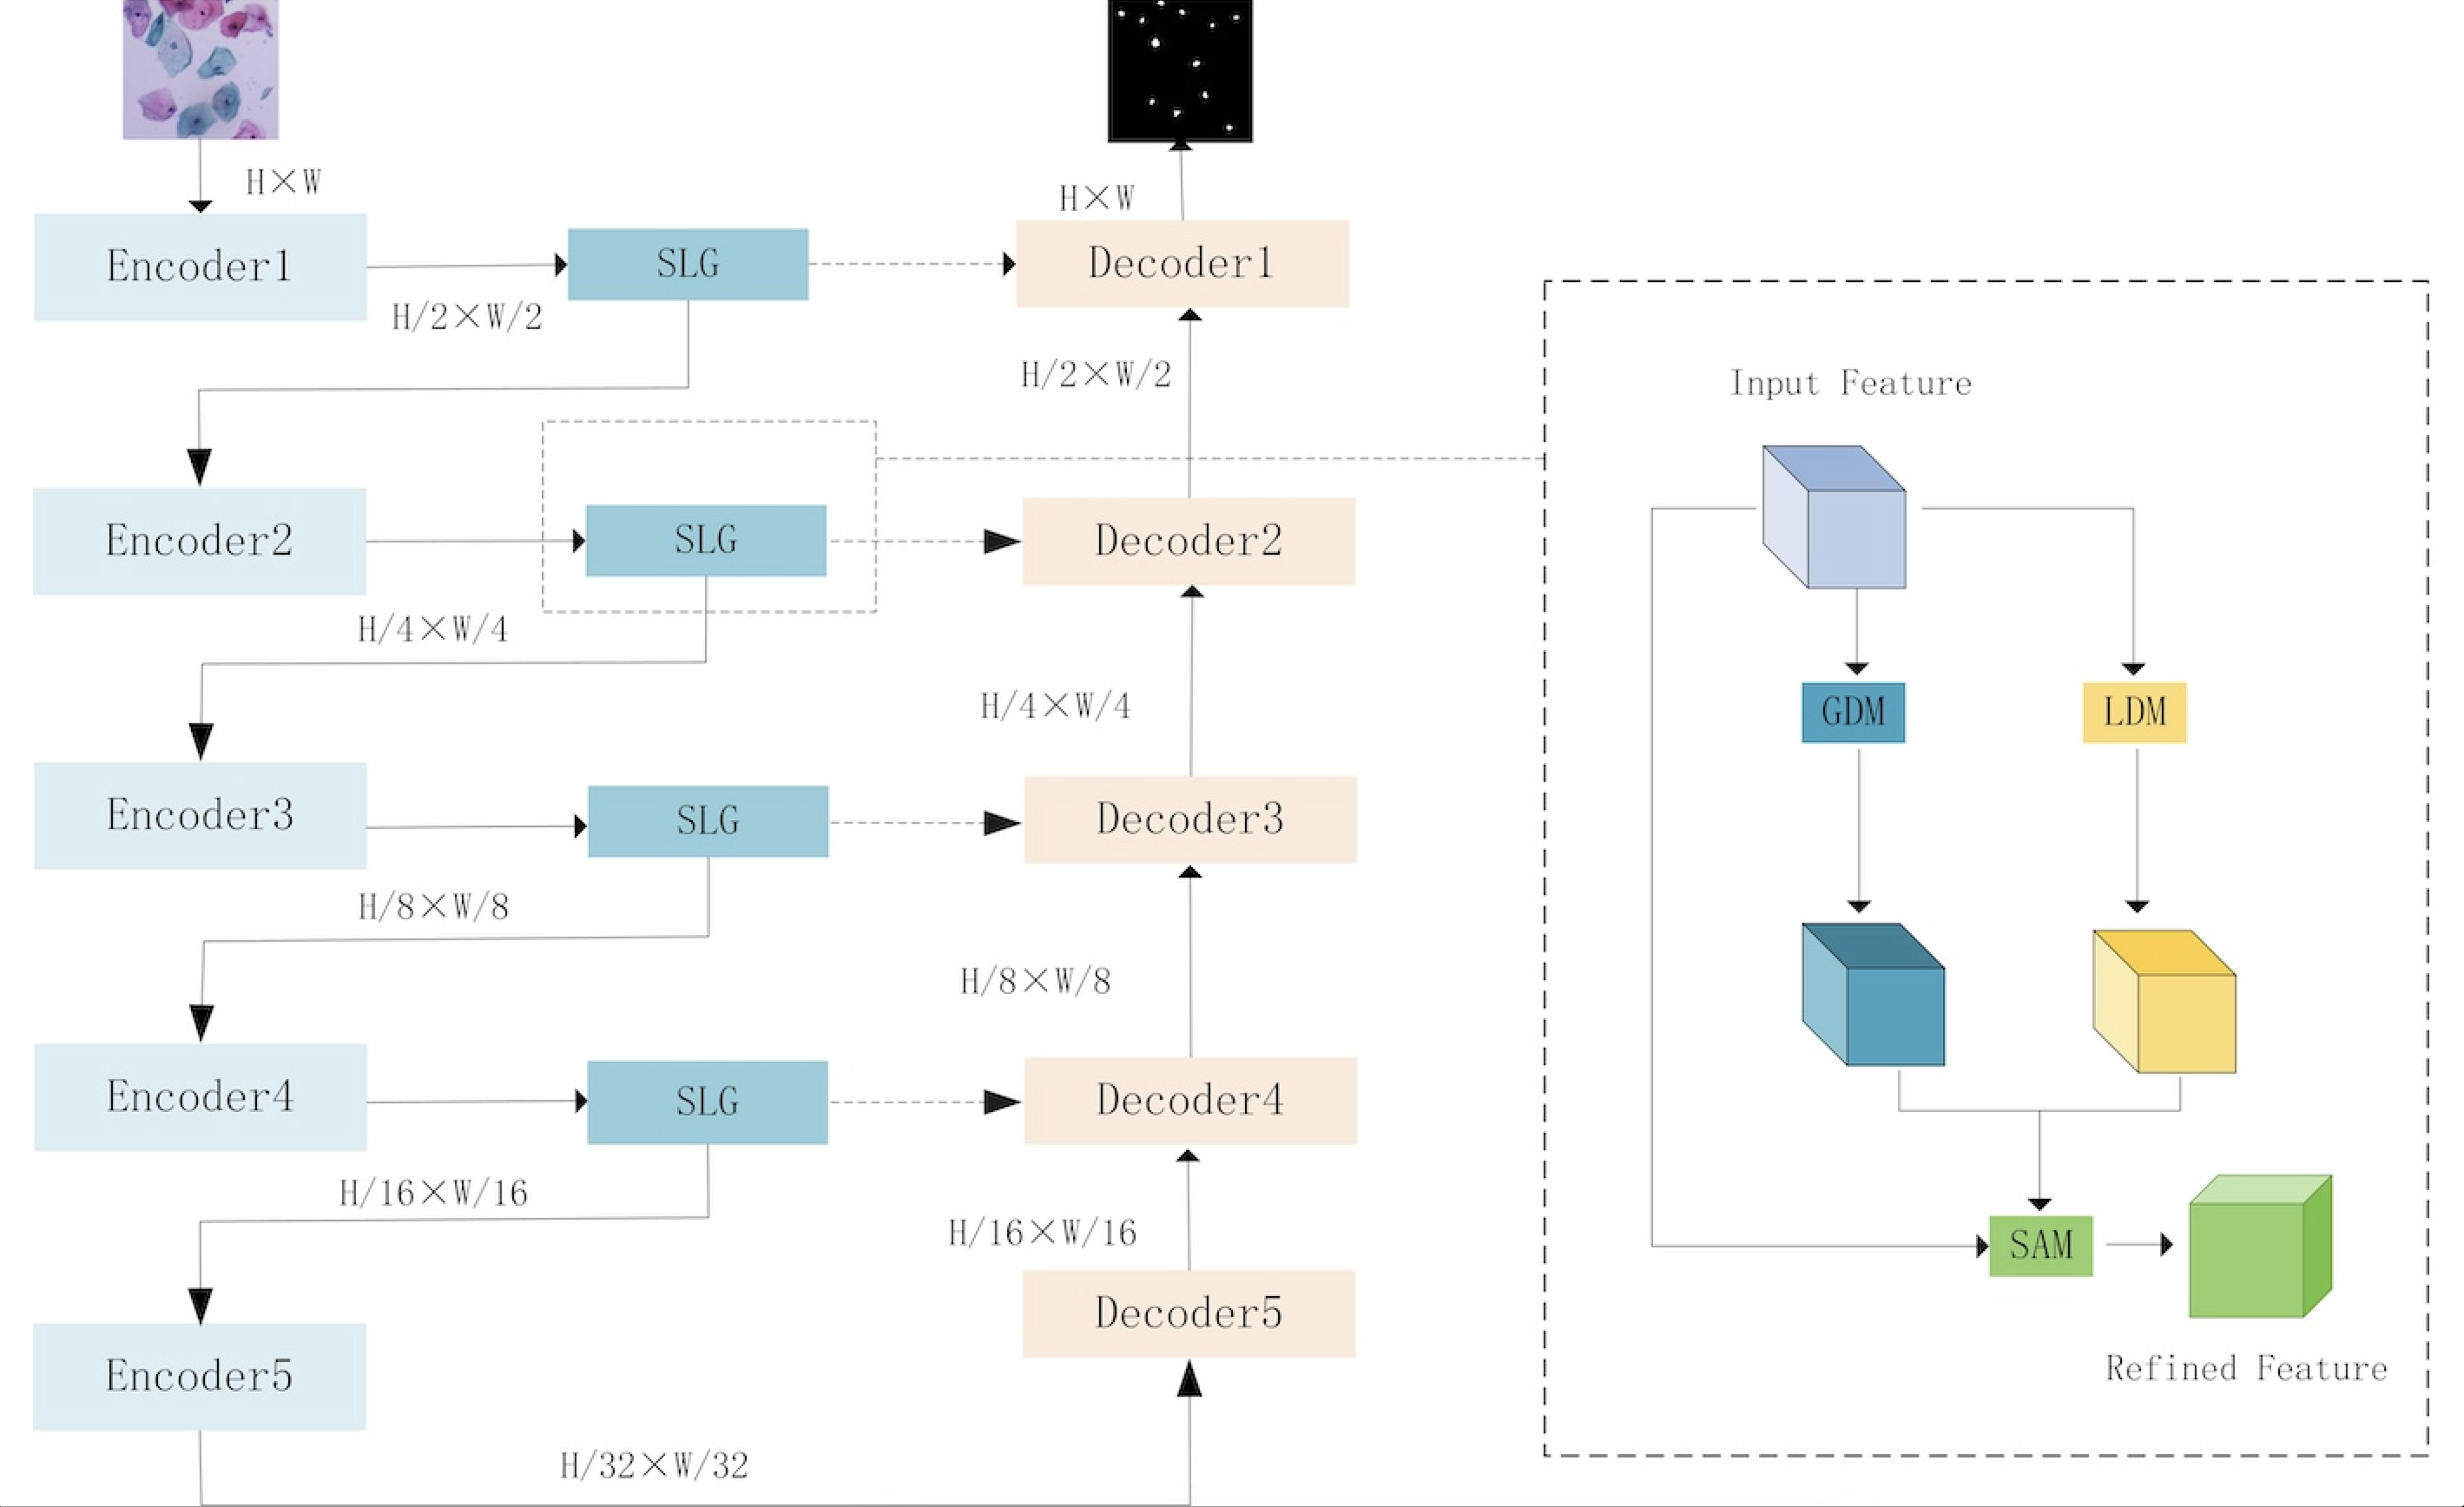 H×W
H×W
Encoder1
SLG
Decoder1
H/2×W/2
H/2×W/2
Input Feature
Encoder2
SLG
Decoder2
H/4×W/4
H/4×W/4
GDM
LDM
Encoder3
SLG
Decoder3
H/8×W/8
H/8×W/8
Encoder4
SLG
Decoder4
H/16×W/16
H/16×W/16
SAM
Decoder5
Encoder5
Refined Feature
H/32×W/32